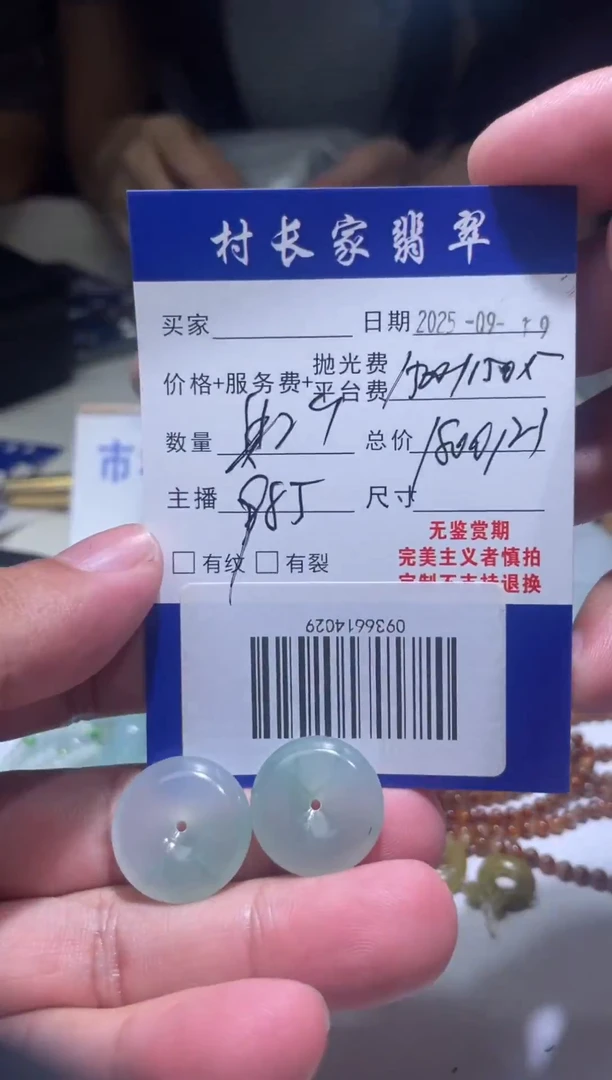 村长家翡翠
买家 日期 2025-09-
价格+服务费+抛光费平台费
数量 总价
主播 985 尺寸
无鉴赏期
□有纹 □有裂 完美主义者慎拍
定制不支持退换
0936614029
市